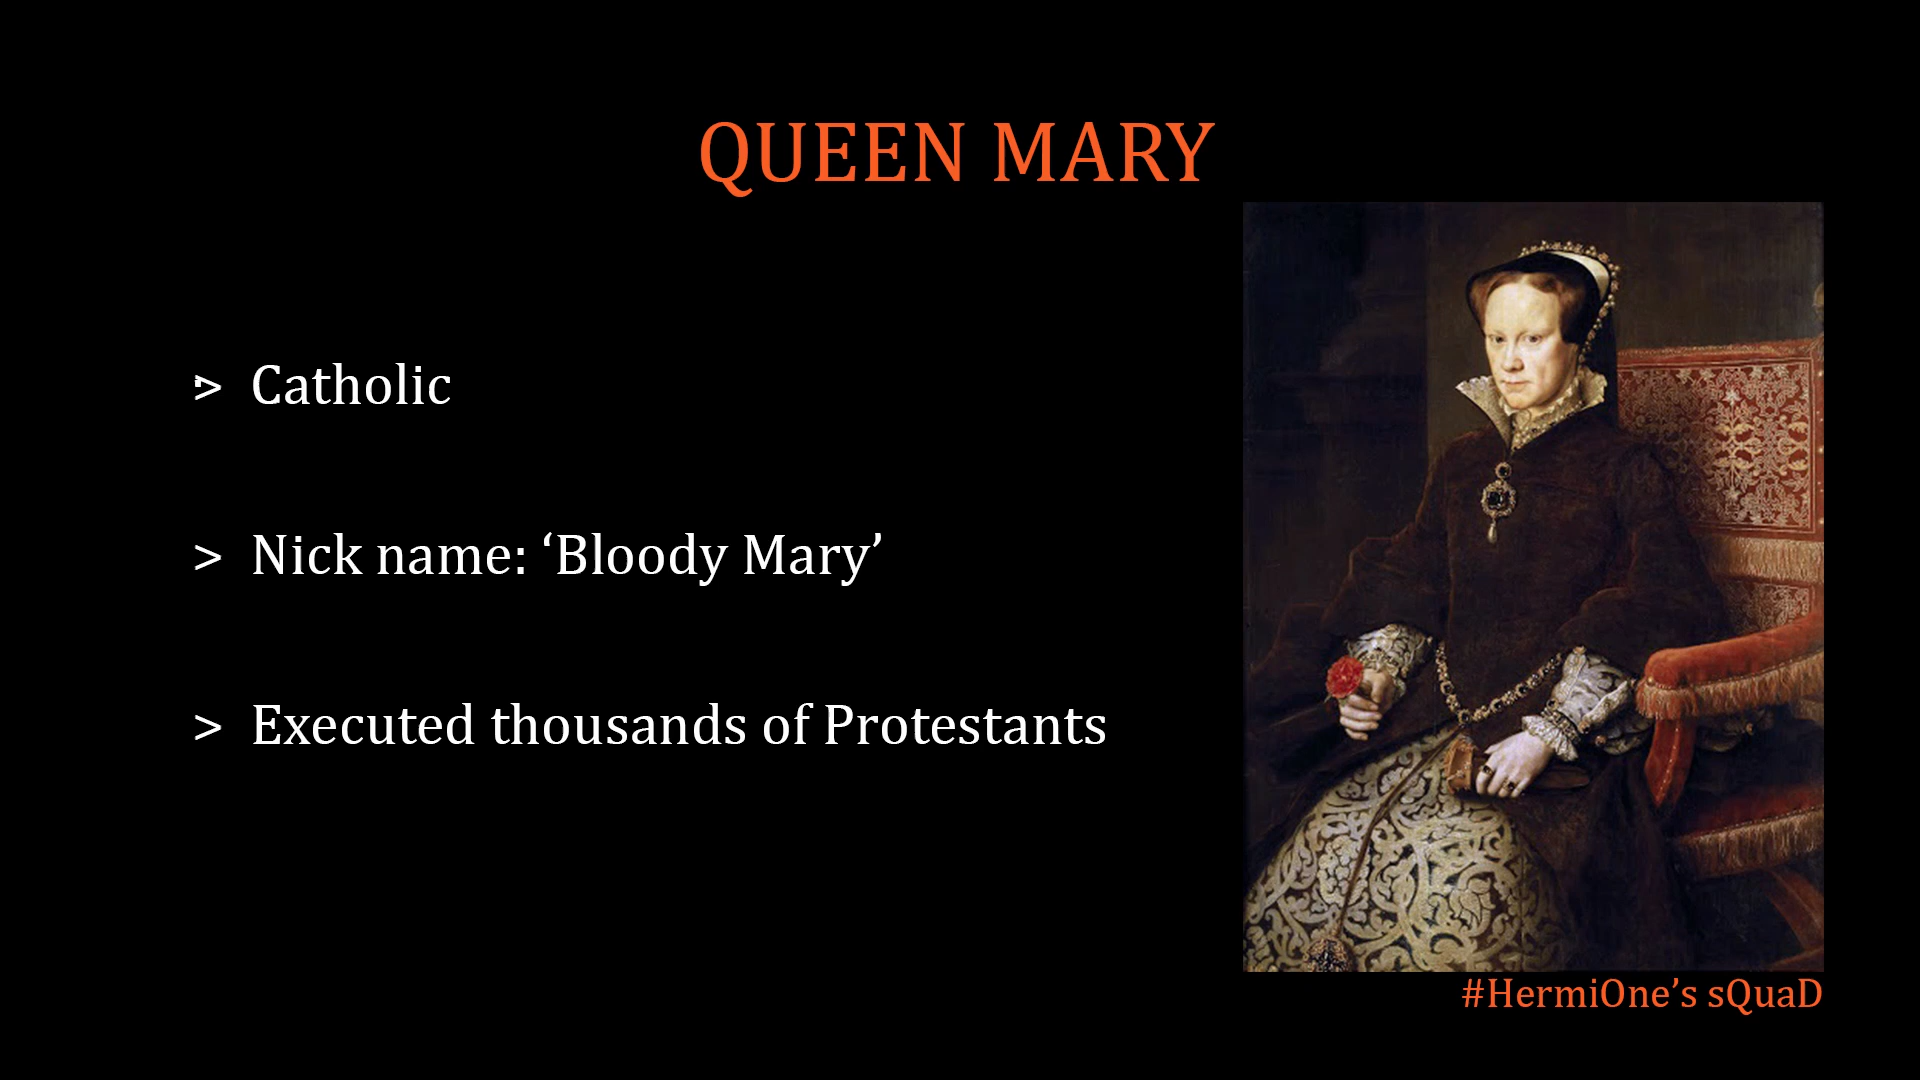 QUEEN MARY
> Catholic
> Nick name: ‘Bloody Mary’
> Executed thousands of Protestants
#HermiOne’s sQuaD